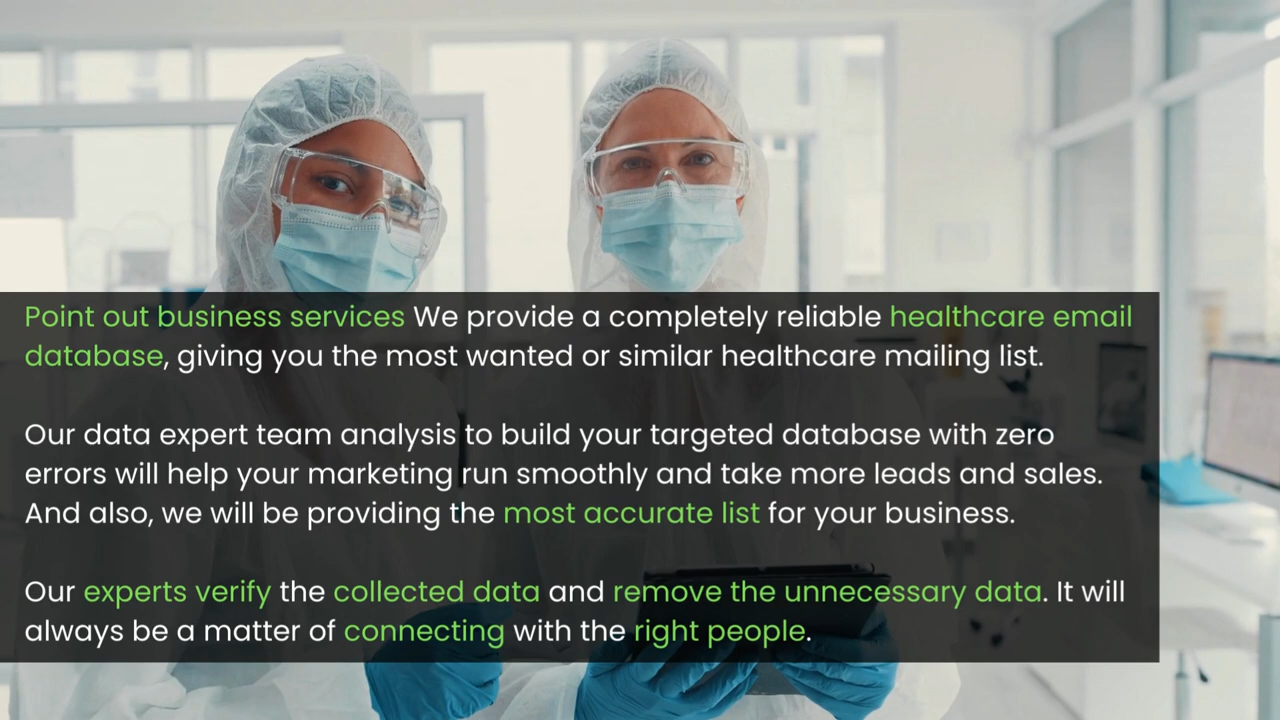 Point out business services We provide a completely reliable healthcare email
database, giving you the most wanted or similar healthcare mailing list.
Our data expert team analysis to build your targeted database with zero
errors will help your marketing run smoothly and take more leads and sales.
And also, we will be providing the most accurate list for your business.
Our experts verify the collected data and remove the unnecessary data. It will
always be a matter of connecting with the right people.